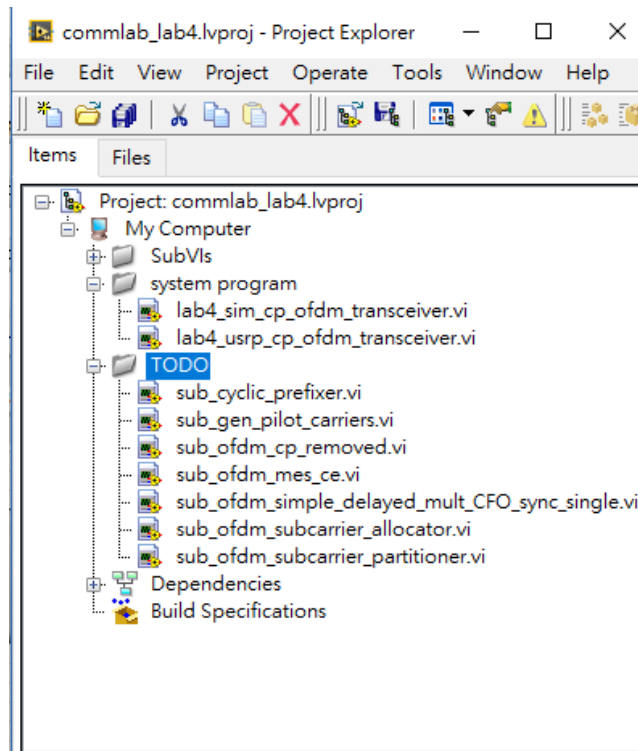 commlab_lab4.lvproj - Project Explorer
File Edit View Project Operate Tools Window Help
Items Files
Project: commlab_lab4.lvproj
My Computer
SubVIs
system program
lab4_sim_cp_ofdm_transceiver.vi
lab4_usrp_cp_ofdm_transceiver.vi
TODO
sub_cyclic_prefixer.vi
sub_gen_pilot_carriers.vi
sub_ofdm_cp_removed.vi
sub_ofdm_mes_ce.vi
sub_ofdm_simple_delayed_mult_CFO_sync_single.vi
sub_ofdm_subcarrier_allocator.vi
sub_ofdm_subcarrier_partitioner.vi
Dependencies
Build Specifications